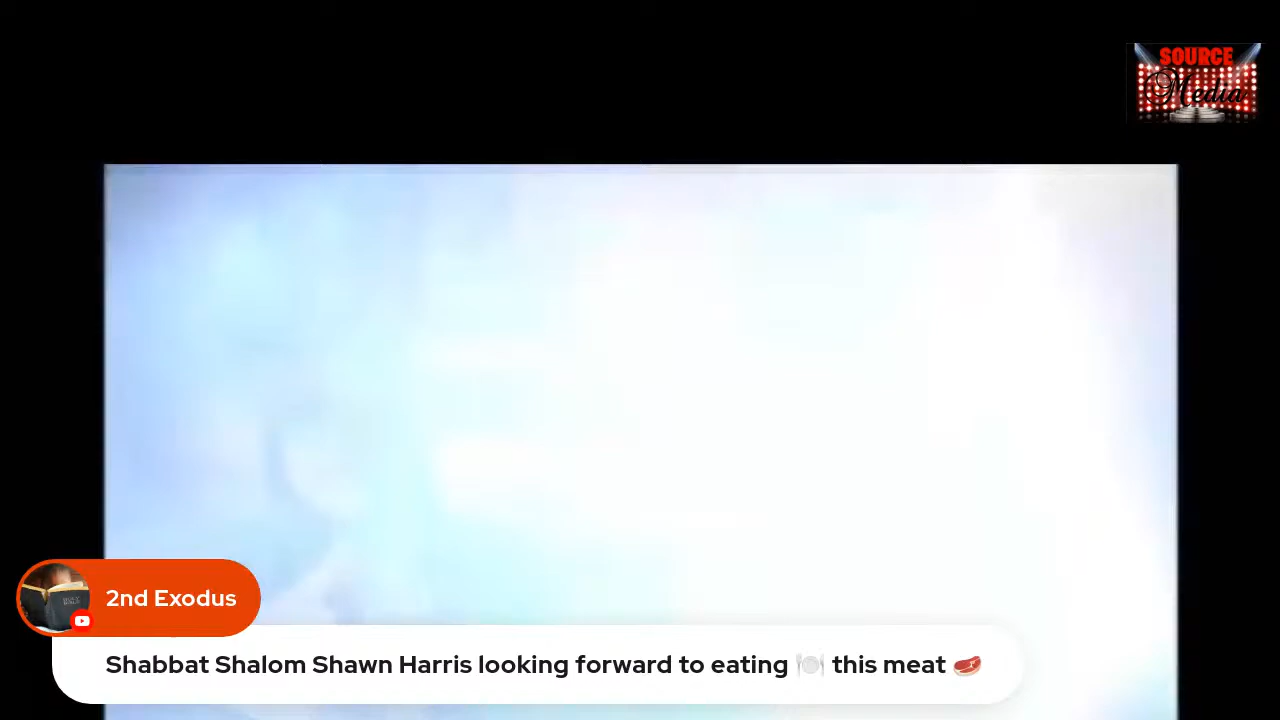 SOURCE
Media
2nd Exodus
Shabbat Shalom Shawn Harris looking forward to eating 🍽️ this meat 🥩